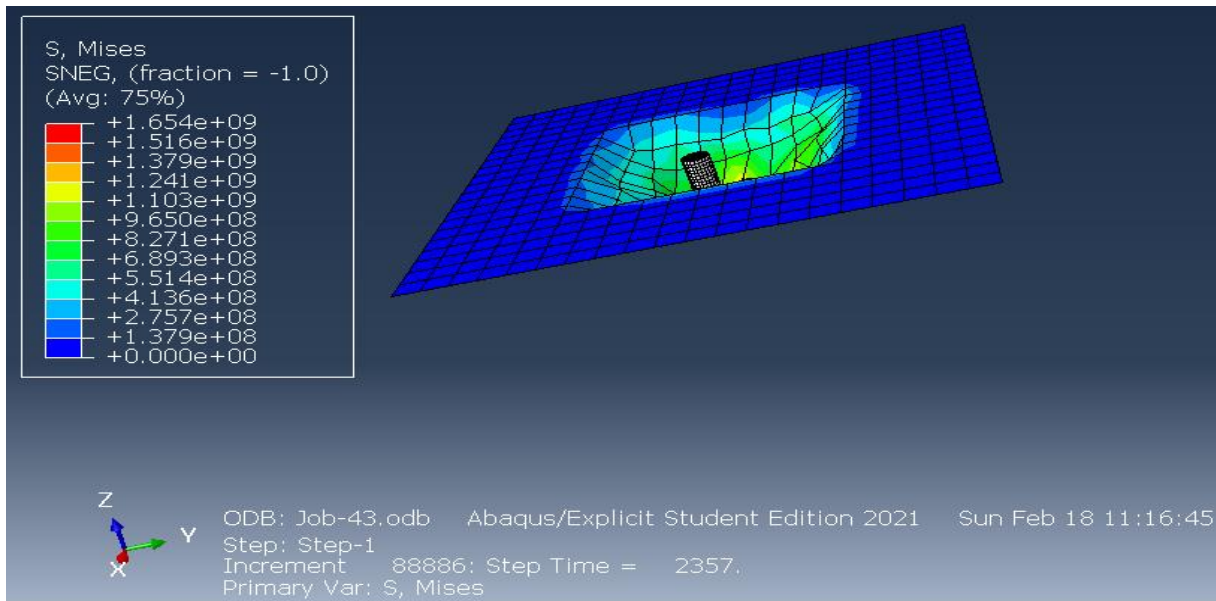 S, Mises
SNEG, (fraction = -1.0)
(Avg: 75%)
+1.654e+09
+1.516e+09
+1.379e+09
+1.241e+09
+1.103e+09
+9.650e+08
+8.271e+08
+6.893e+08
+5.514e+08
+4.136e+08
+2.757e+08
+1.379e+08
+0.000e+00
Z
Y
X
ODB: Job-43.odb Abaqus/Explicit Student Edition 2021 Sun Feb 18 11:16:45
Step: Step-1
Increment 88886: Step Time = 2357.
Primary Var: S, Mises